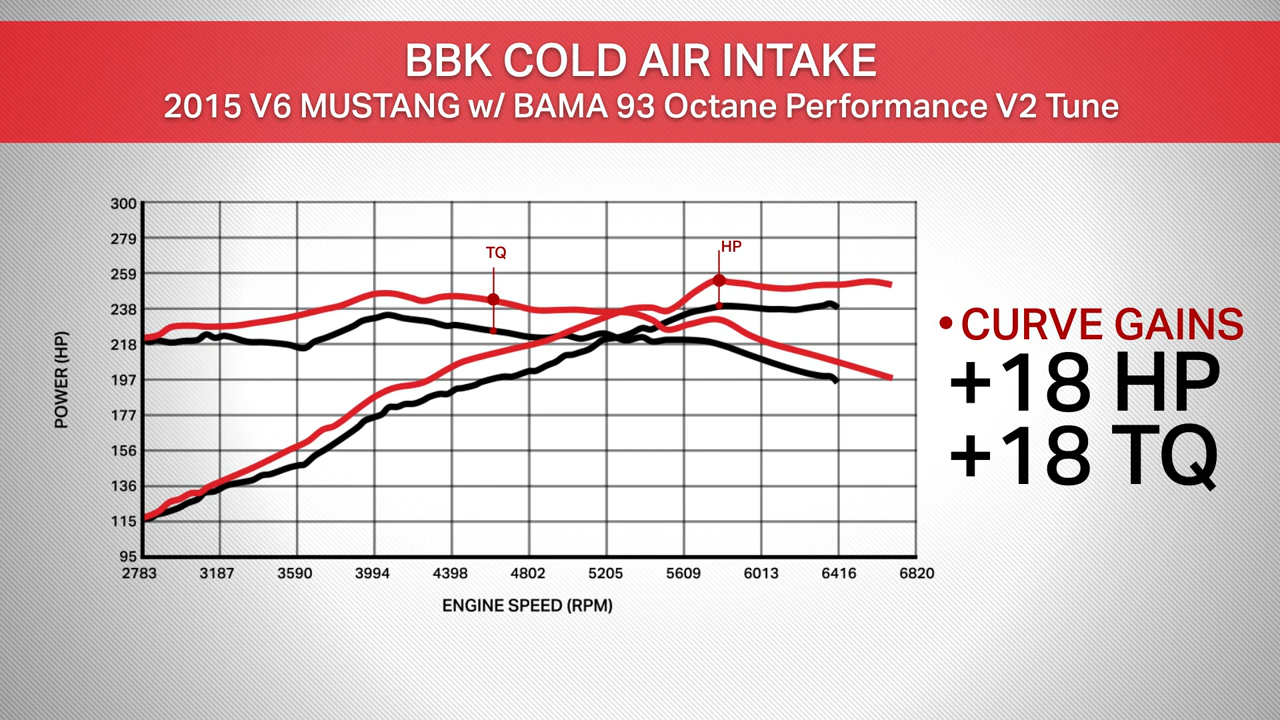 BBK COLD AIR INTAKE
2015 V6 MUSTANG w/ BAMA 93 Octane Performance V2 Tune
300
279
259
238
218
197
177
156
136
115
95
POWER (HP)
TQ
HP
2783 3187 3590 3994 4398 4802 5205 5609 6013 6416 6820
ENGINE SPEED (RPM)
• CURVE GAINS
+18 HP
+18 TQ